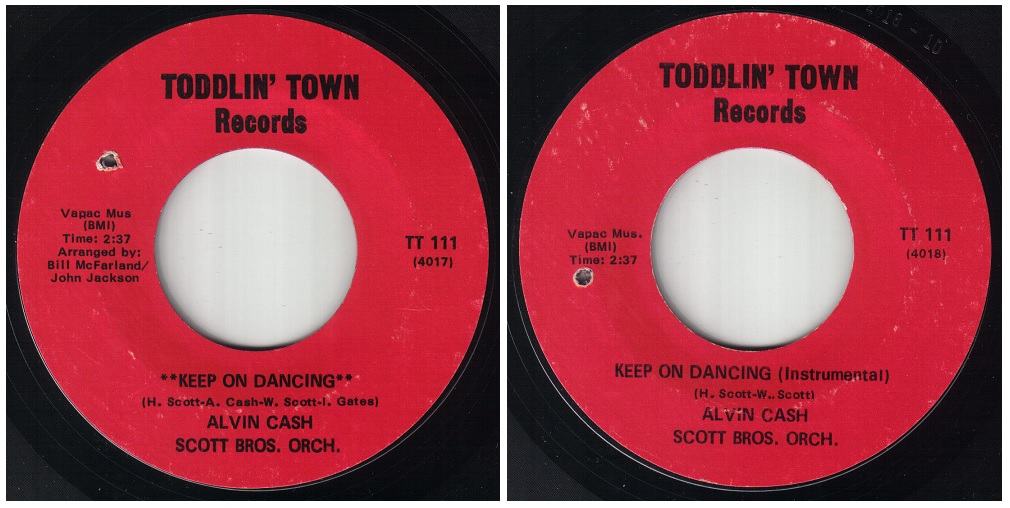 TODDLIN' TOWN
Records
Vapac Mus
(BMI)
Time: 2:37
Arranged by:
Bill McFarland/
John Jackson
TT 111
(4017)
**KEEP ON DANCING**
(H. Scott-A. Cash-W. Scott-I. Gates)
ALVIN CASH
SCOTT BROS. ORCH.
TODDLIN' TOWN
Records
Vapac Mus.
(BMI)
Time: 2:37
TT 111
(4018)
KEEP ON DANCING (Instrumental)
(H. Scott-W. Scott)
ALVIN CASH
SCOTT BROS. ORCH.